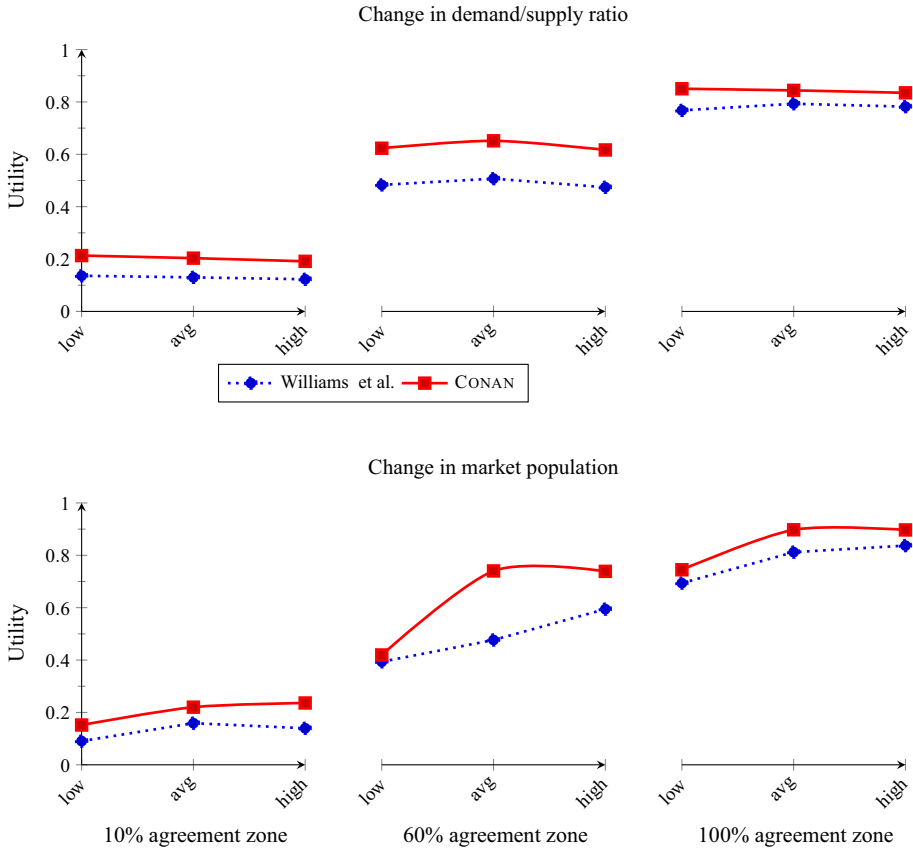 Change in demand/supply ratio
1
0.8
0.6
0.4
0.2
0
Utility
low avg high low avg high low avg high
Williams et al. CONAN
Change in market population
1
0.8
0.6
0.4
0.2
0
Utility
low avg high low avg high low avg high
10% agreement zone 60% agreement zone 100% agreement zone